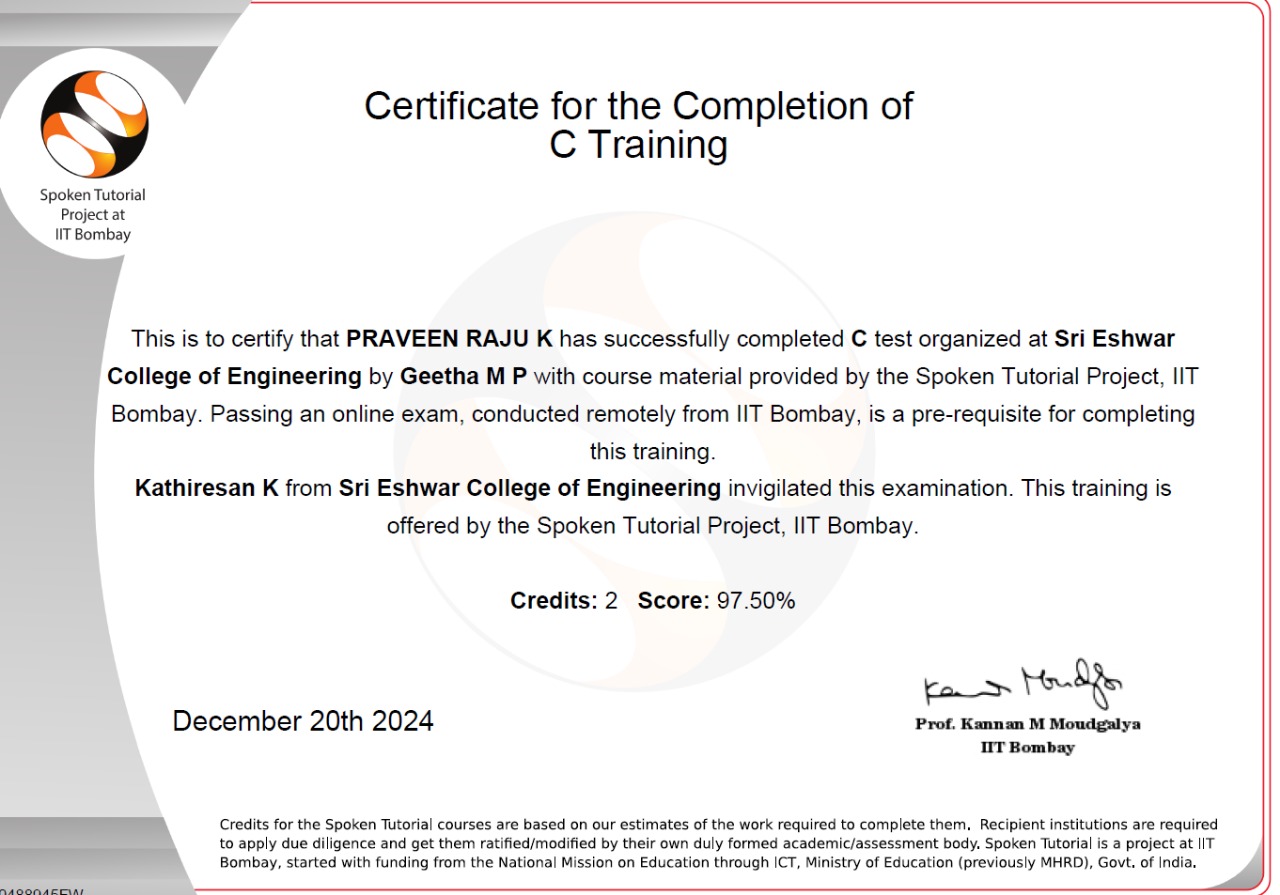 Spoken Tutorial
Project at
IIT Bombay
Certificate for the Completion of
C Training
This is to certify that PRAVEEN RAJU K has successfully completed C test organized at Sri Eshwar
College of Engineering by Geetha M P with course material provided by the Spoken Tutorial Project, IIT
Bombay. Passing an online exam, conducted remotely from IIT Bombay, is a pre-requisite for completing
this training.
Kathiresan K from Sri Eshwar College of Engineering invigilated this examination. This training is
offered by the Spoken Tutorial Project, IIT Bombay.
Credits: 2 Score: 97.50%
December 20th 2024
Prof. Kannan M Moudgalya
IIT Bombay
Credits for the Spoken Tutorial courses are based on our estimates of the work required to complete them. Recipient institutions are required
to apply due diligence and get them ratified/modified by their own duly formed academic/assessment body. Spoken Tutorial is a project at IIT
Bombay, started with funding from the National Mission on Education through ICT, Ministry of Education (previously MHRD), Govt. of India.